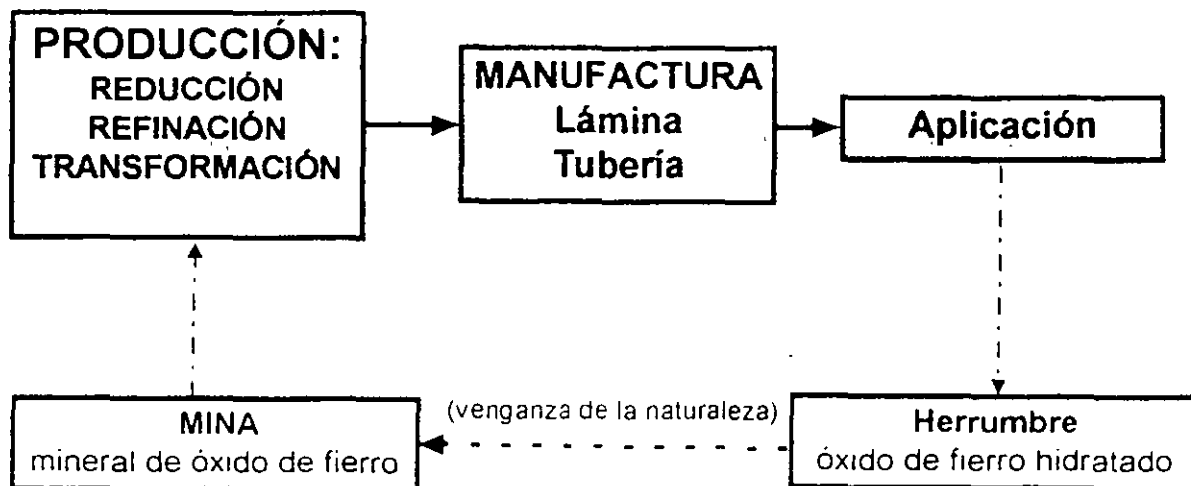 PRODUCCIÓN:
REDUCCIÓN
REFINACIÓN
TRANSFORMACIÓN
MANUFACTURA
Lámina
Tubería
Aplicación
MINA
mineral de óxido de fierro
(venganza de la naturaleza)
Herrumbre
óxido de fierro hidratado